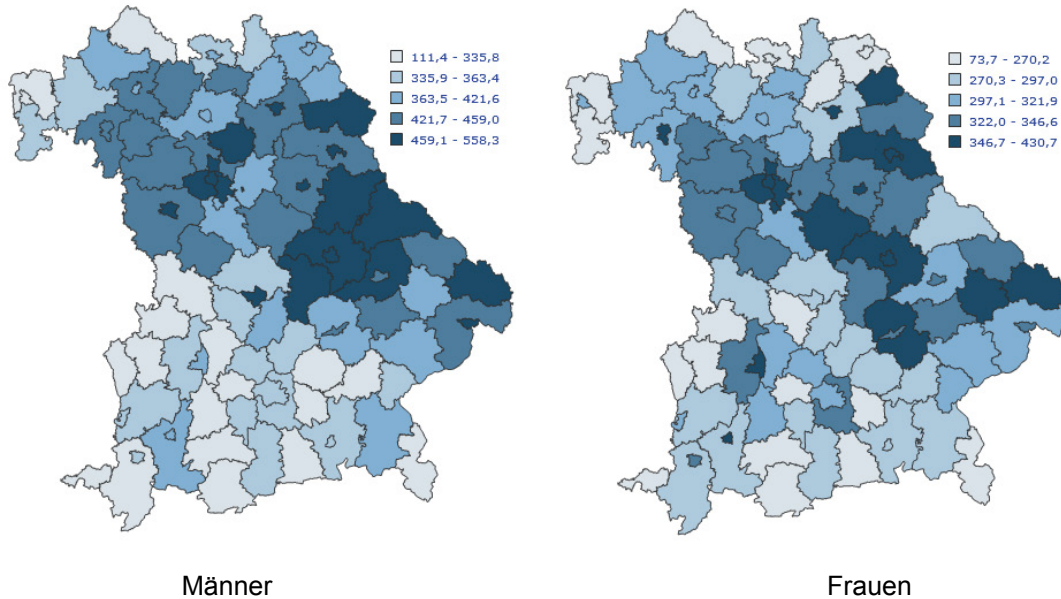 111,4 - 335,8
335,9 - 363,4
363,5 - 421,6
421,7 - 459,0
459,1 - 558,3
73,7 - 270,2
270,3 - 297,0
297,1 - 321,9
322,0 - 346,6
346,7 - 430,7
Männer
Frauen